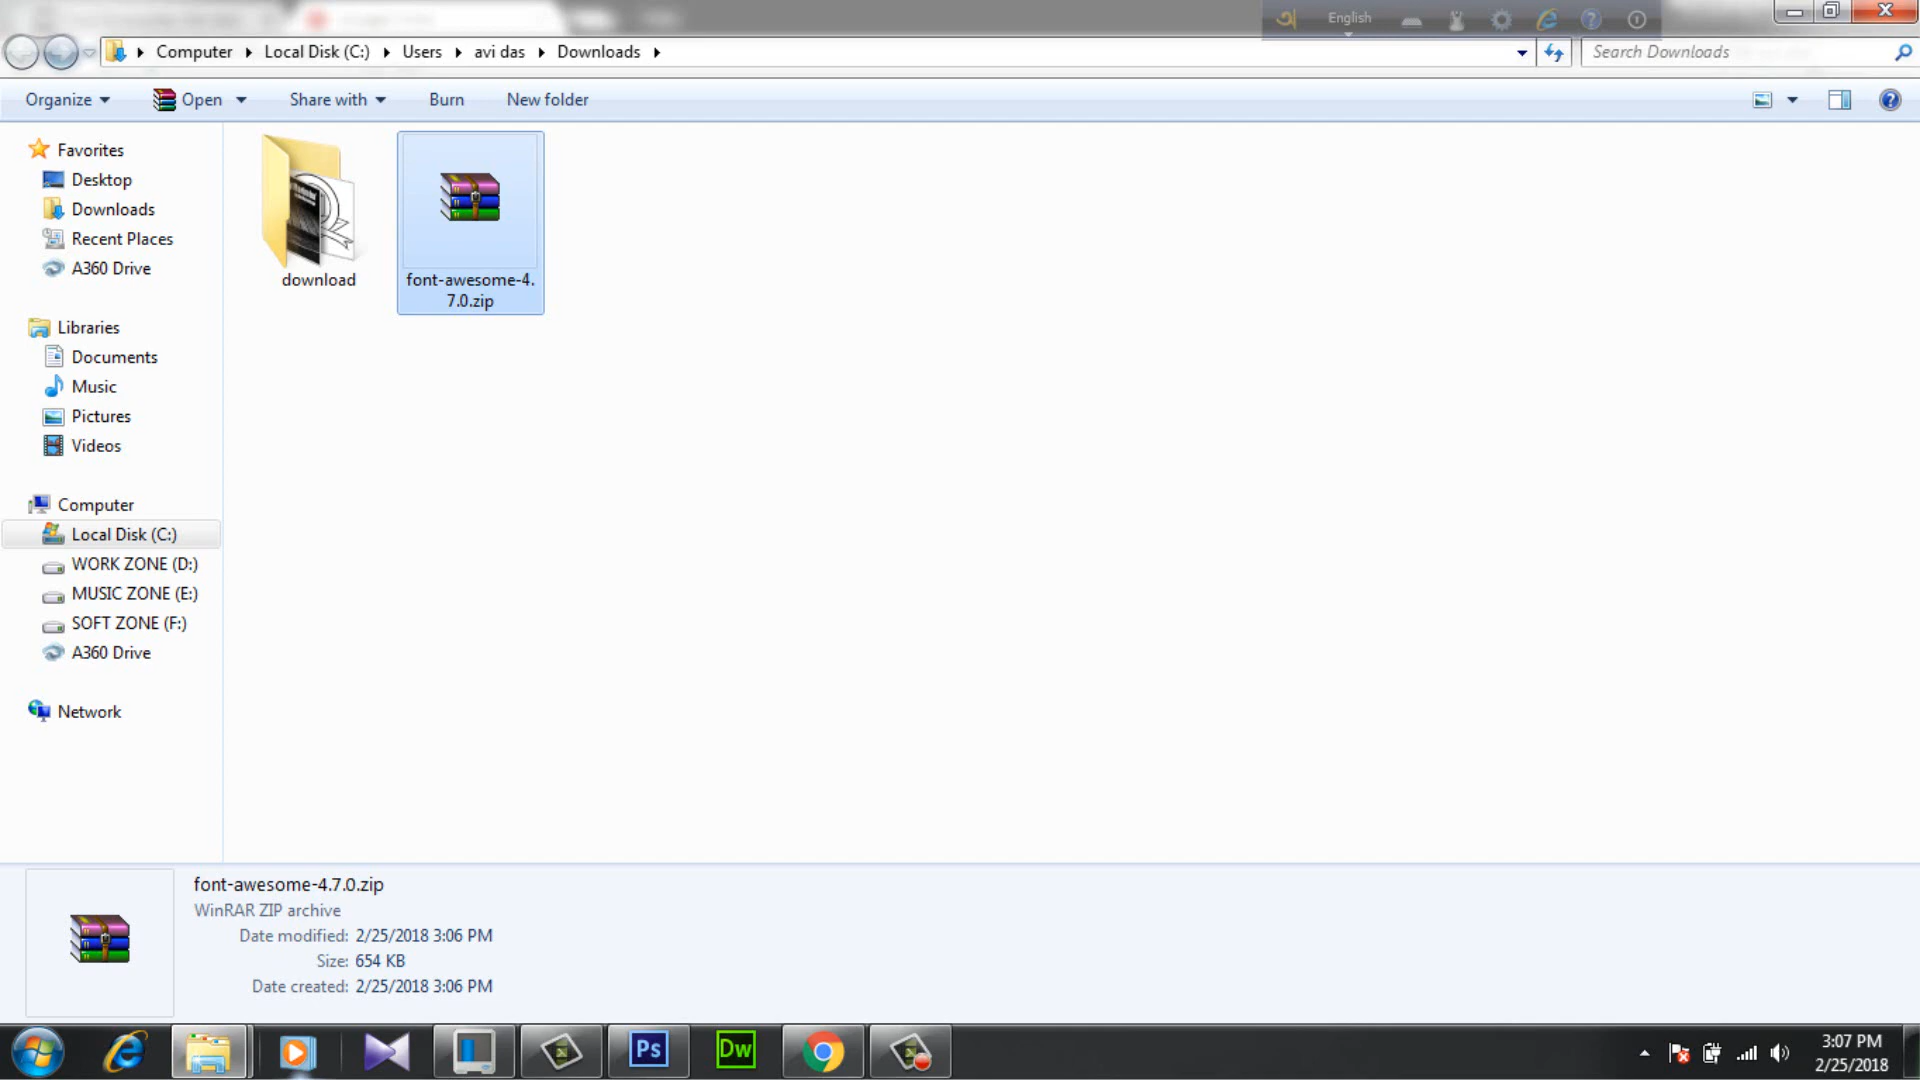 English
Computer
Local Disk (C:)
Users
avi das
Downloads
Search Downloads
Organize
Open
Share with
Burn
New folder
Favorites
Desktop
Downloads
Recent Places
A360 Drive
Libraries
Documents
Music
Pictures
Videos
Computer
Local Disk (C:)
WORK ZONE (D:)
MUSIC ZONE (E:)
SOFT ZONE (F:)
A360 Drive
Network
download
font-awesome-4.
7.0.zip
font-awesome-4.7.0.zip
WinRAR ZIP archive
Date modified: 2/25/2018 3:06 PM
Size: 654 KB
Date created: 2/25/2018 3:06 PM
Ps
Dw
3:07 PM
2/25/2018